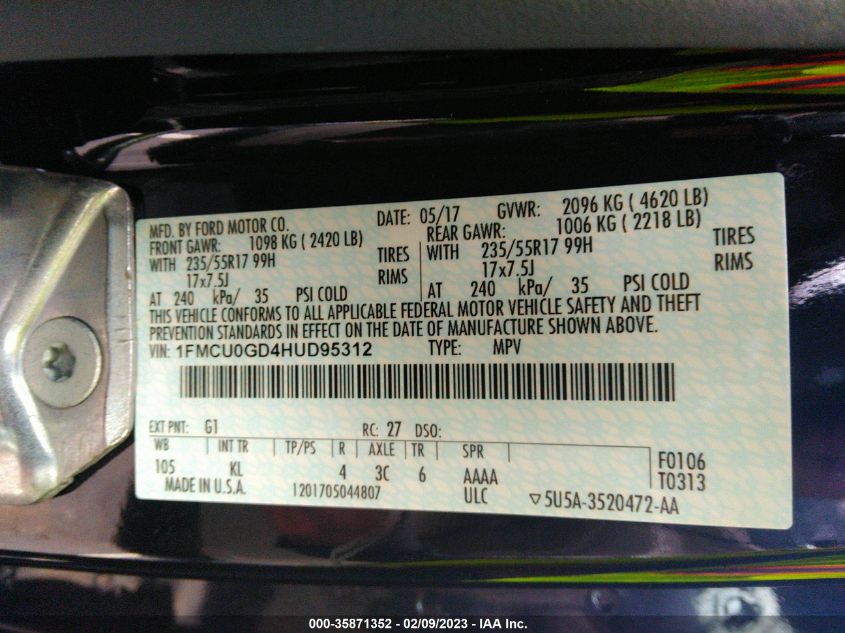 MFD. BY FORD MOTOR CO. DATE: 05/17 GVWR: 2096 KG ( 4620 LB)
FRONT GAWR: 1098 KG ( 2420 LB) REAR GAWR: 1006 KG ( 2218 LB)
WITH 235/55R17 99H TIRES WITH 235/55R17 99H TIRES
17x7.5J RIMS 17x7.5J RIMS
AT 240 kPa/ 35 PSI COLD AT 240 kPa/ 35 PSI COLD
THIS VEHICLE CONFORMS TO ALL APPLICABLE FEDERAL MOTOR VEHICLE SAFETY AND THEFT
PREVENTION STANDARDS IN EFFECT ON THE DATE OF MANUFACTURE SHOWN ABOVE.
VIN: 1FMCU0GD4HUD95312 TYPE: MPV
EXT PNT: G1 RC: 27 DSO:
WB INT TR TP/PS R AXLE TR SPR
105 KL 4 3C 6 AAAA F0106
MADE IN U.S.A. 1201705044807 ULC T0313
▽5U5A-3520472-AA
000-35871352 - 02/09/2023 - IAA Inc.